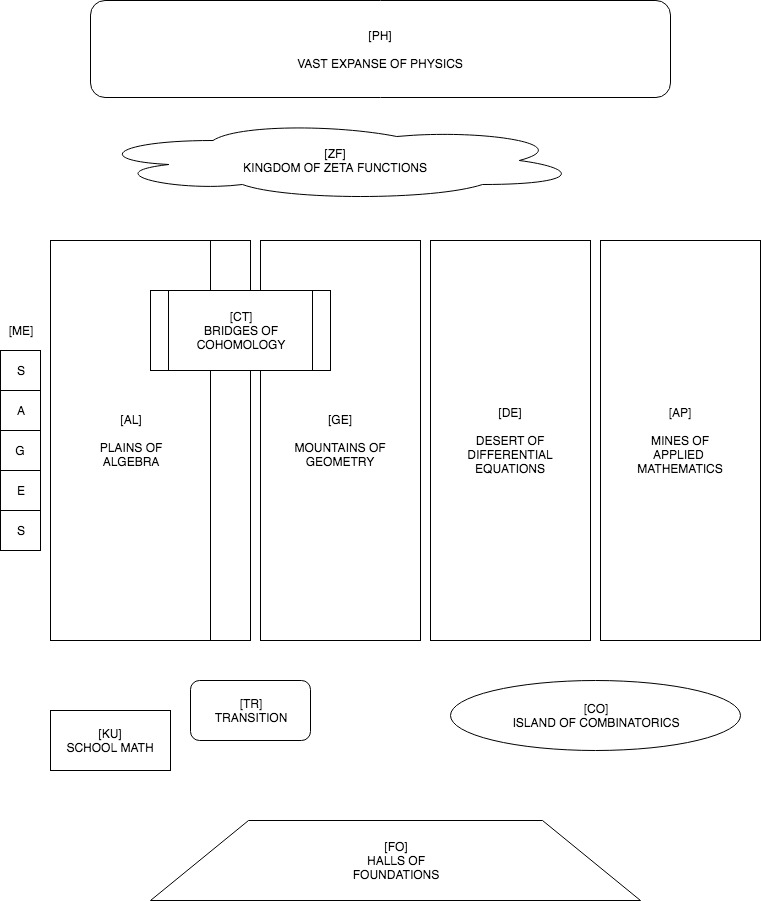 [PH]
VAST EXPANSE OF PHYSICS
[ZF]
KINGDOM OF ZETA FUNCTIONS
[ME]
S
A
G
E
S
[CT]
BRIDGES OF
COHOMOLOGY
[AL]
PLAINS OF
ALGEBRA
[GE]
MOUNTAINS OF
GEOMETRY
[DE]
DESERT OF
DIFFERENTIAL
EQUATIONS
[AP]
MINES OF
APPLIED
MATHEMATICS
[KU]
SCHOOL MATH
[TR]
TRANSITION
[CO]
ISLAND OF COMBINATORICS
[FO]
HALLS OF
FOUNDATIONS